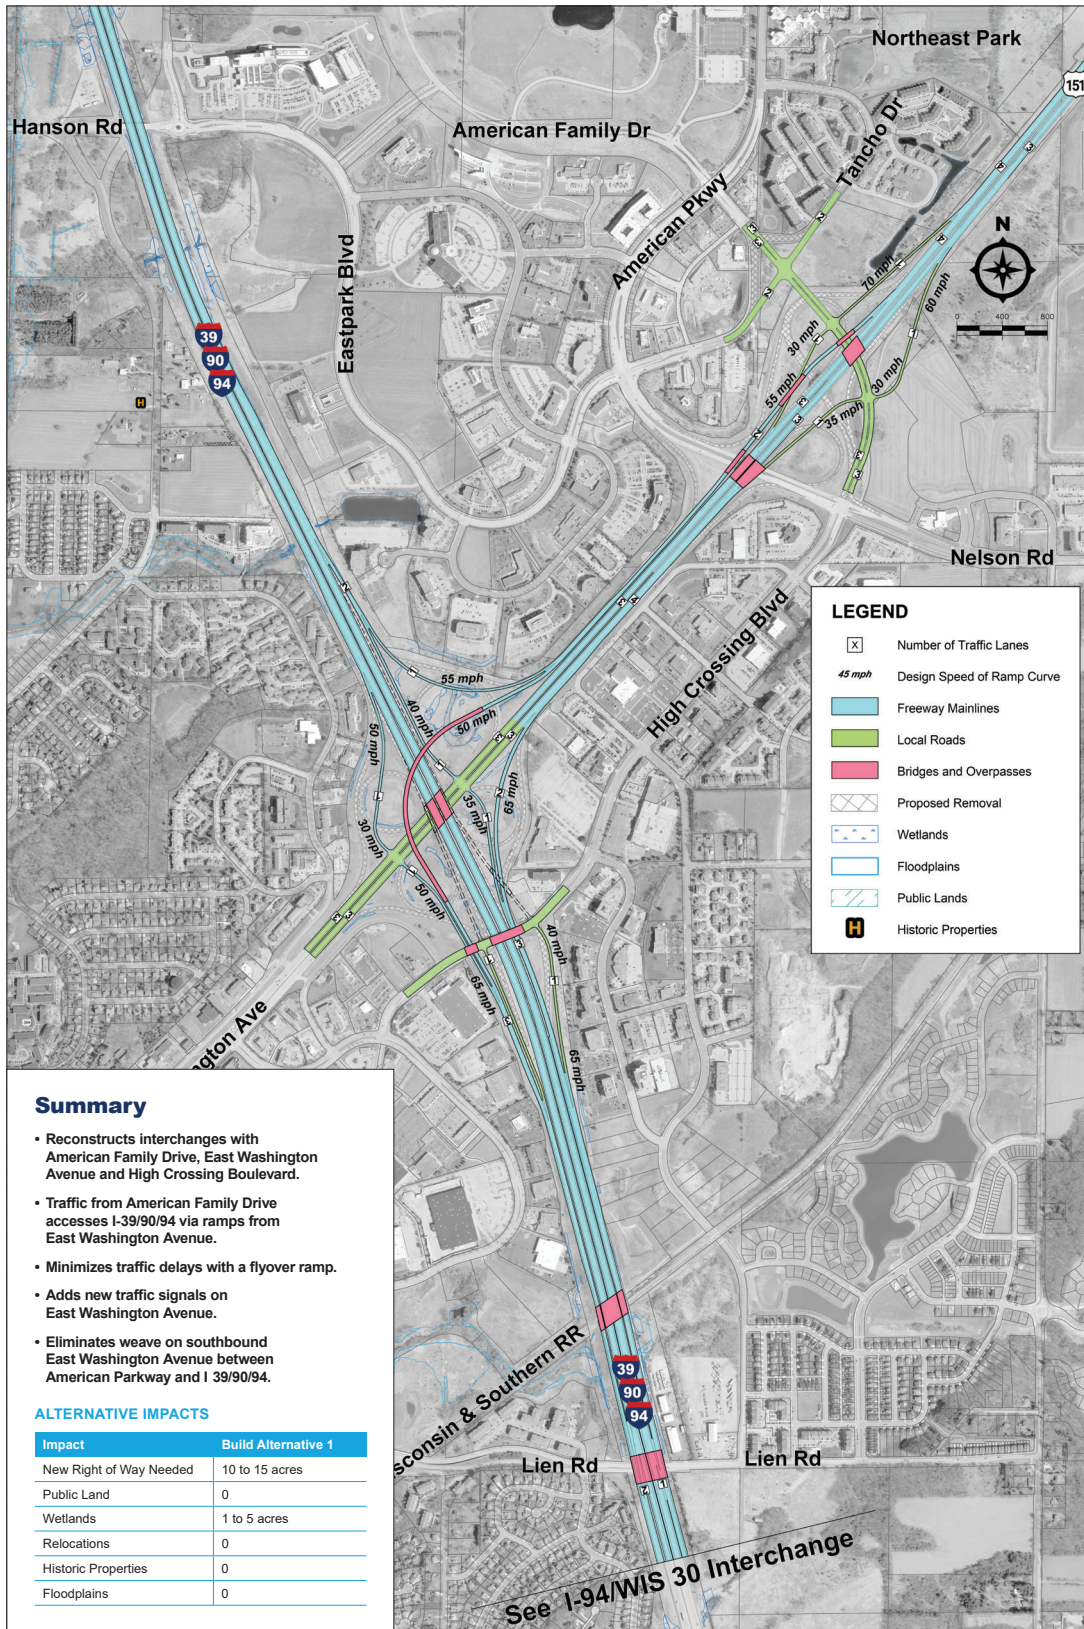 Northeast Park
151
Hanson Rd
American Family Dr
Tancho Dr
American Pkwy
Eastpark Blvd
N
0 400 800
70 mph
60 mph
30 mph
55 mph
30 mph
35 mph
39
90
94
H
Nelson Rd
High Crossing Blvd
55 mph
40 mph
50 mph
50 mph
35 mph
65 mph
30 mph
50 mph
40 mph
65 mph
65 mph
ngton Ave
LEGEND
X Number of Traffic Lanes
45 mph Design Speed of Ramp Curve
Freeway Mainlines
Local Roads
Bridges and Overpasses
Proposed Removal
Wetlands
Floodplains
Public Lands
H Historic Properties
Summary
• Reconstructs interchanges with
American Family Drive, East Washington
Avenue and High Crossing Boulevard.
• Traffic from American Family Drive
accesses I-39/90/94 via ramps from
East Washington Avenue.
• Minimizes traffic delays with a flyover ramp.
• Adds new traffic signals on
East Washington Avenue.
• Eliminates weave on southbound
East Washington Avenue between
American Parkway and I 39/90/94.
ALTERNATIVE IMPACTS
Impact Build Alternative 1
New Right of Way Needed 10 to 15 acres
Public Land 0
Wetlands 1 to 5 acres
Relocations 0
Historic Properties 0
Floodplains 0
sconsin & Southern RR
39
90
94
Lien Rd
Lien Rd
See I-94/WIS 30 Interchange